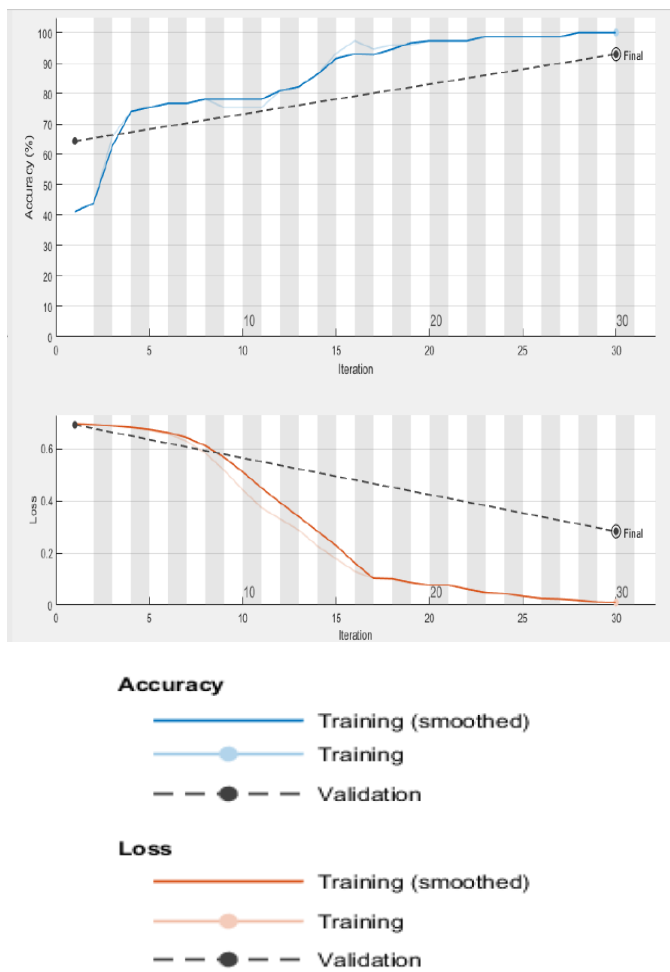 100
90
80
70
60
50
40
30
20
10
0
Accuracy (%)
Final
10
20
30
0
5
10
15
20
25
30
Iteration
0.6
0.4
0.2
0
Loss
Final
10
20
30
0
5
10
15
20
25
30
Iteration
Accuracy
Training (smoothed)
Training
Validation
Loss
Training (smoothed)
Training
Validation